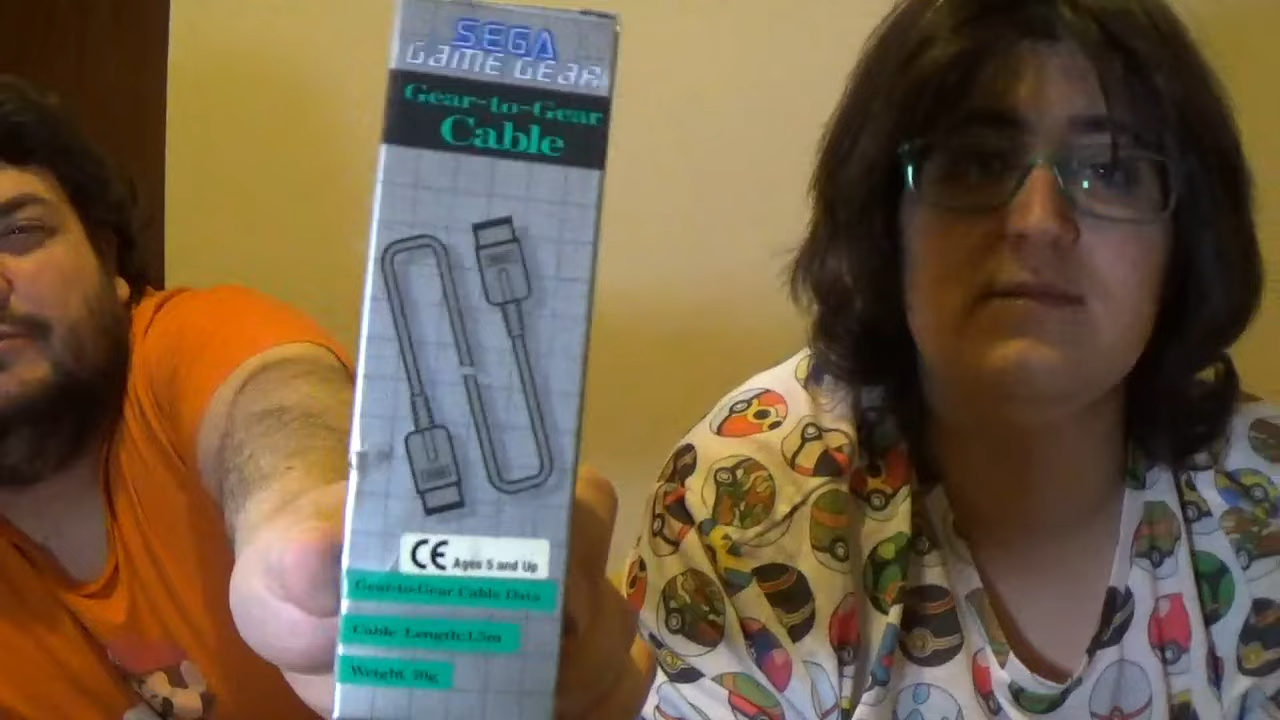 SEGA
GAME GEAR
Gear-to-Gear
Cable
CE Ages 5 and Up
Gear-to-Gear Cable Data
Cable Length:1.5m
Weight